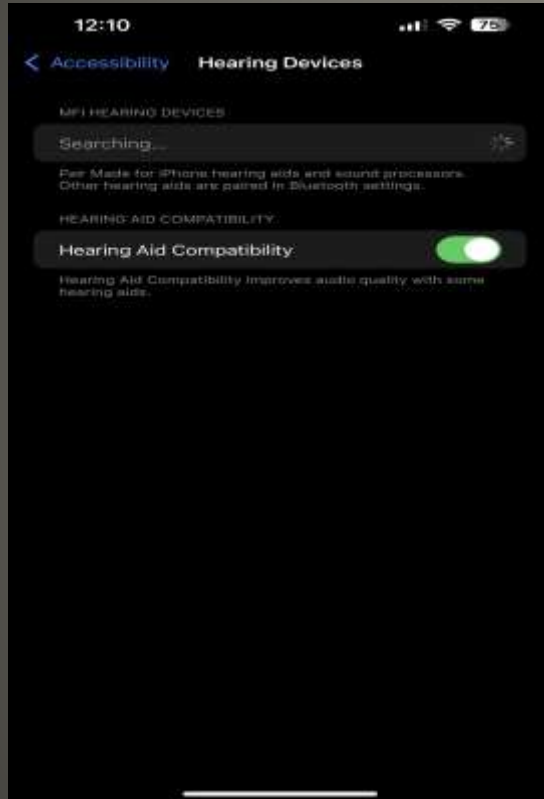 12:10
75
Accessibility
Hearing Devices
MFI HEARING DEVICES
Searching...
Pair Made for iPhone hearing aids and sound processors.
Other hearing aids are paired in Bluetooth settings.
HEARING AID COMPATIBILITY
Hearing Aid Compatibility
Hearing Aid Compatibility improves audio quality with some
hearing aids.